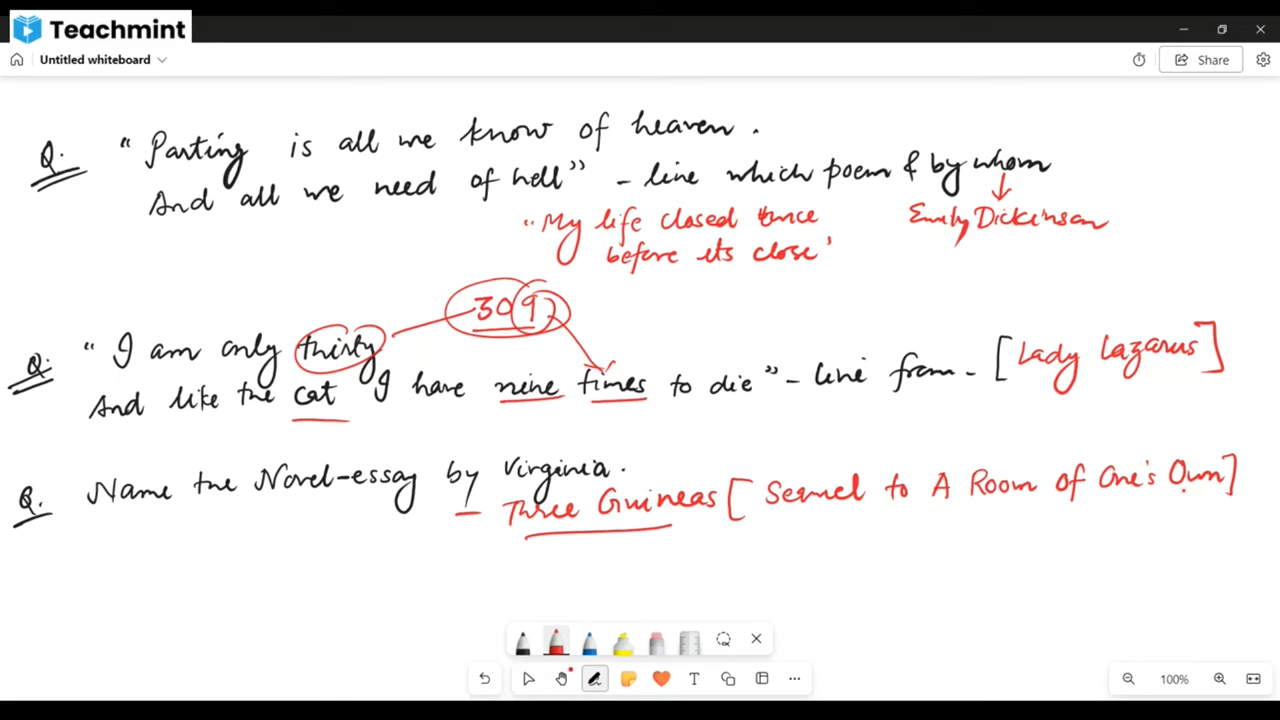 Teachmint
Untitled whiteboard
Share
Q. "Parting is all we know of heaven.
And all we need of hell" - line which poem & by whom
"My life closed twice
before its close'
Emily Dickinson
309
Q. "I am only thirty
And like the cat I have nine times to die" - line from - [Lady Lazarus]
Q. Name the Novel-essay by Virginia.
Three Guineas [Sequel to A Room of One's Own]
100%